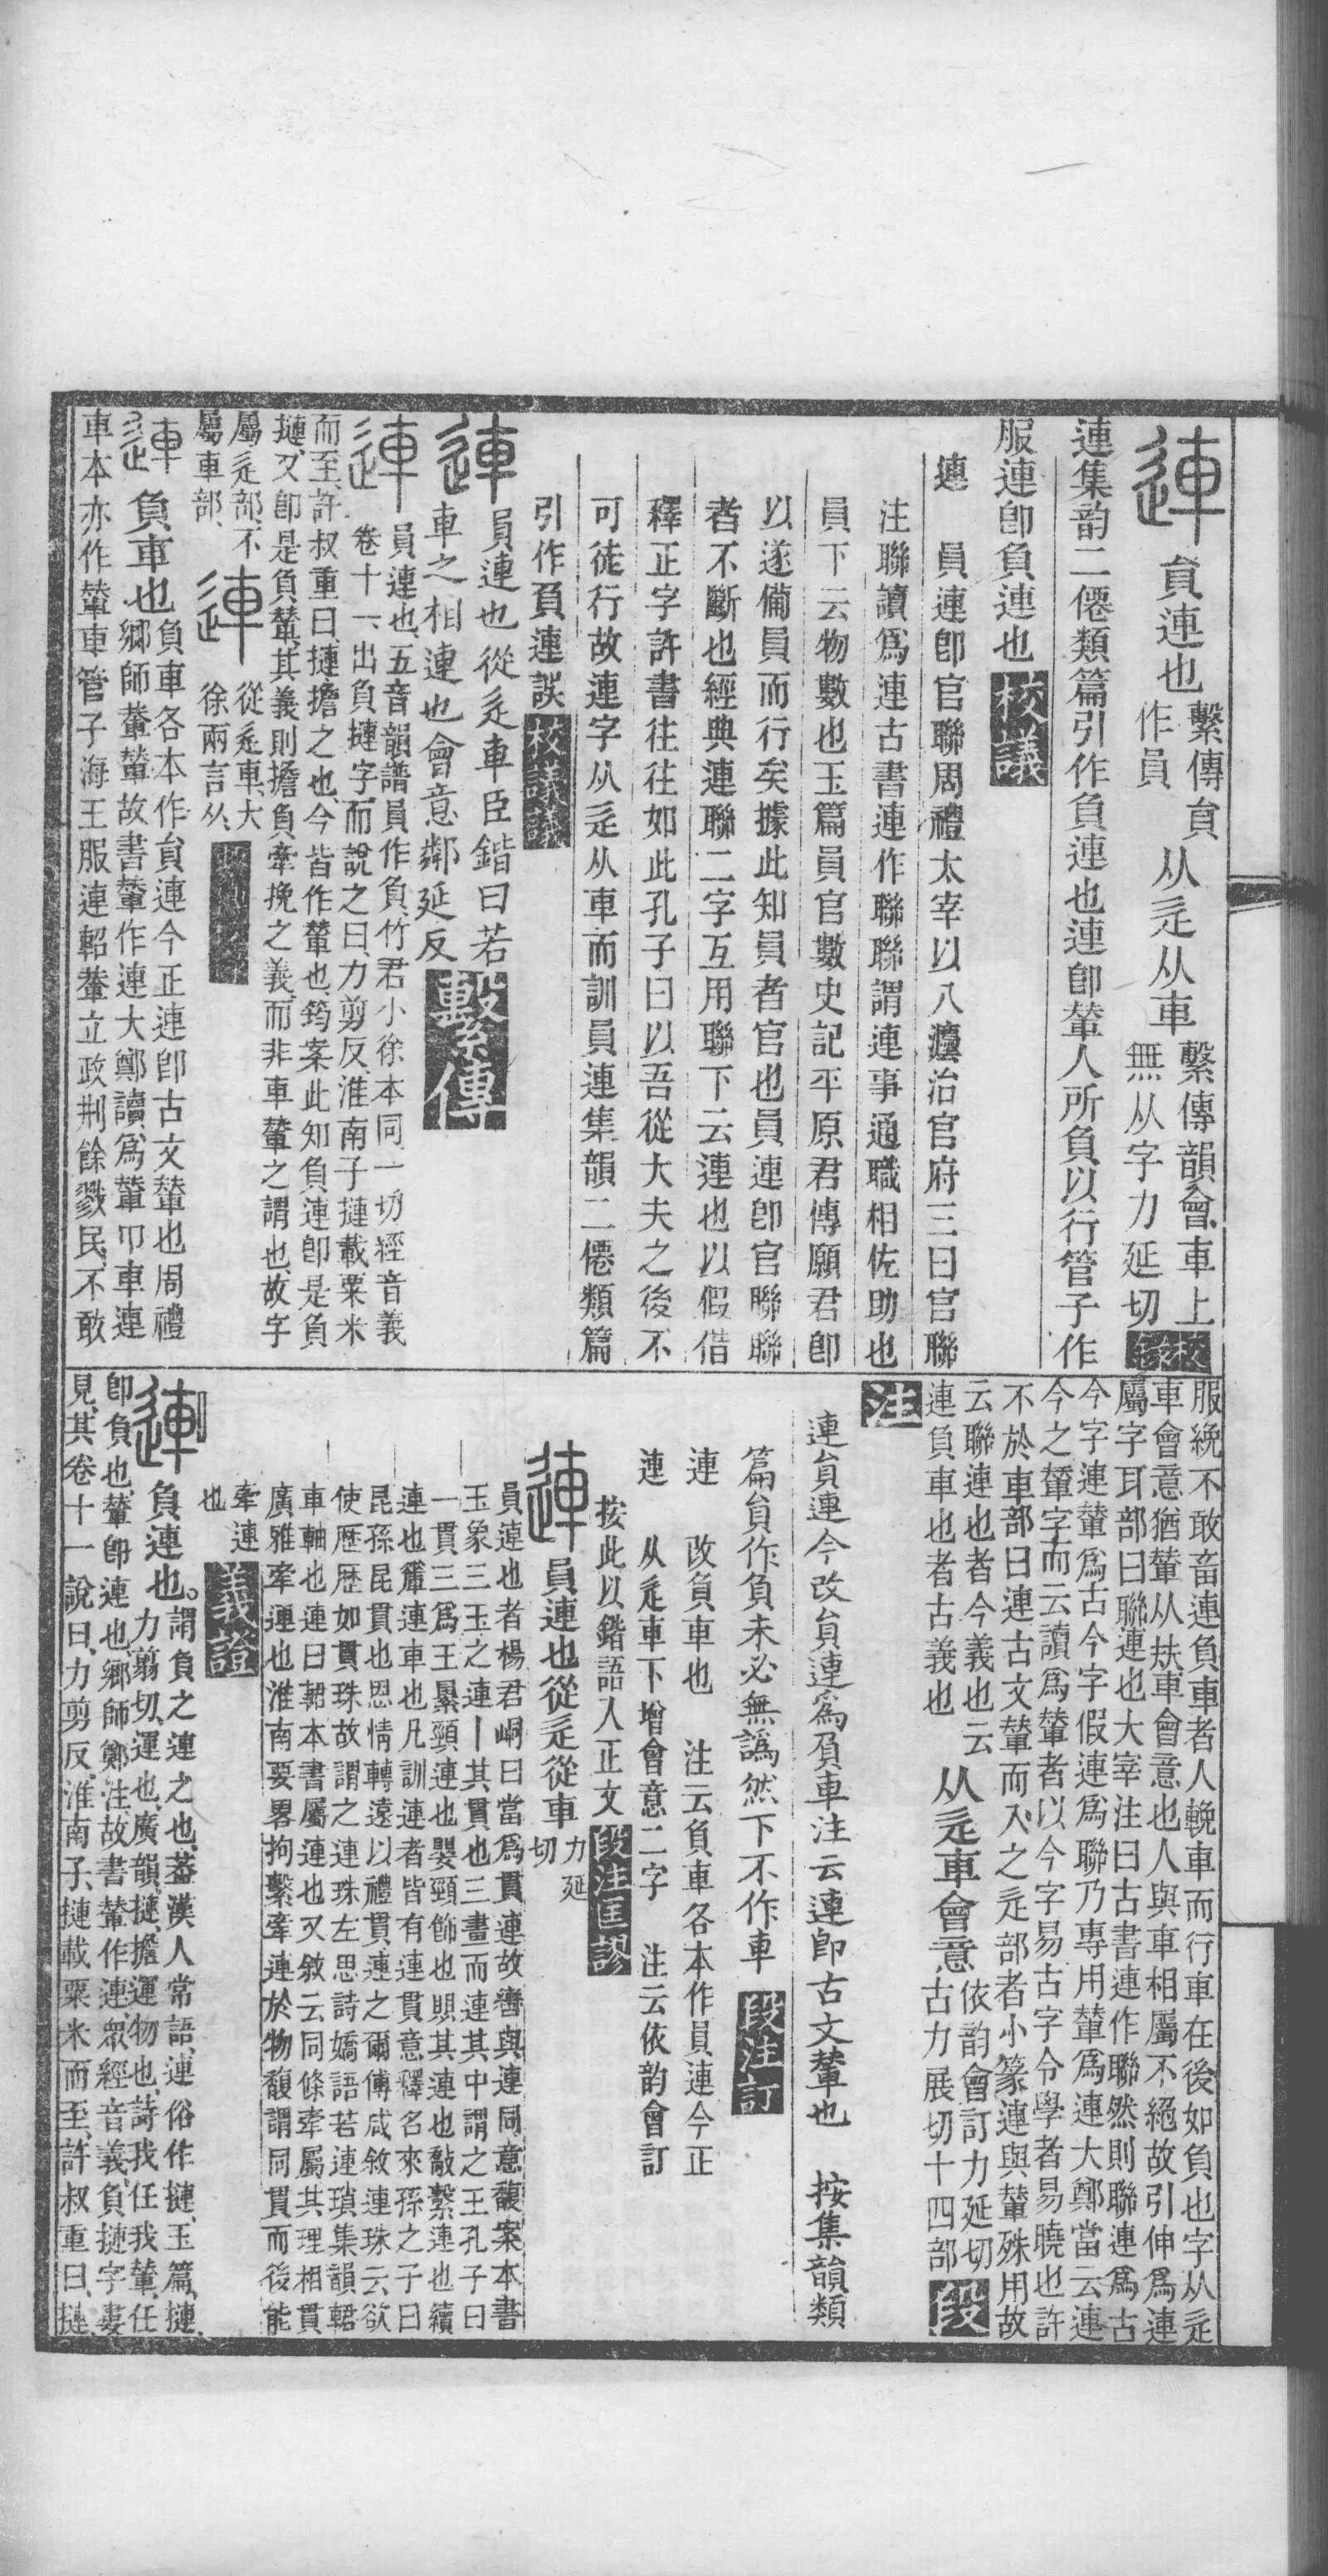 連 負連也繫傳負作員从辵从車繫傳韻會車上無从字力延切
連集韵二僊類篇引作負連也連卽輦人所負以行管子作
服連卽負連也校議
連 員連卽官聯周禮太宰以八灋治官府三曰官聯
注聯讀爲連古書連作聯聯謂連事通職相佐助也
員下云物數也玉篇員官數史記平原君傳願君卽
以遂備員而行矣據此知員者官也員連卽官聯聯
者不斷也經典連聯二字互用聯下云連也以假借
釋正字許書往往如此孔子曰以吾從大夫之後不
可徒行故連字从辵从車而訓員連集韻二僊類篇
引作負連誤校議議
連 員連也從辵車臣鍇曰若
車之相連也會意鄰延反繫傳
連 員連也、五音韻譜員作負、竹君小徐本同、一切經音義
卷十一、出負摙字、而說之曰、力剪反、淮南子摙載粟米
而至、許叔重曰、摙擔之也、今皆作輦也、筠案此知負連卽是負
摙、又卽是負輦、其義則擔負牽挽之義、而非車輦之謂也、故字
屬辵部、不
屬車部、
連 從辵車、大
徐兩言从、
連 負車也負車各本作負連今正連卽古文輦也周禮
鄉師輂輦故書輦作連大鄭讀爲輦巾車連
車本亦作輦車管子海王服連軺輂立政刑餘戮民、不敢
服絻不敢畜連負車者人輓車而行車在後如負也字从辵
車會意猶輦从㚘車會意也人與車相屬不絕故引伸爲連
屬字耳部曰聯連也大宰注曰古書連作聯然則聯連爲古
今字連輦爲古今字假連爲聯乃專用輦爲連大鄭當云連
今之輦字而云讀爲輦者以今字易古字令學者易曉也許
不於車部曰連古文輦而入之辵部者小篆連與輦殊用故
云聯連也者今義也云
連負車也者古義也从辵車會意依韵會訂力延切
古力展切十四部段
注
連負連今改負連爲負車注云連卽古文輦也 按集韻類
篇負作負未必無譌然下不作車段注訂
連 改負車也 注云負車各本作員連今正
連 从辵車下增會意二字 注云依韵會訂
按此以鍇語入正文段注匡謬
連 員連也從辵從車力延
切
員連也者楊君峒曰當爲貫連故轡與連同意馥案本書
玉象三玉之連丨其貫也三畫而連其中謂之王孔子曰
一貫三爲王纍頸連也嬰頸飾也賏其連也敽繫連也續
連也䉛連車也凡訓連者皆有連貫意釋名來孫之子曰
昆孫昆貫也恩情轉遠以禮貫連之爾傅咸敘連珠云欲
使歷歷如貫珠故謂之連珠左思詩嬌語若連瑣集韻輑
車軸也連曰輑本書屬連也又敘云同條牽屬其理相貫
廣雅牽連也淮南要畧拘繫牽連於物馥謂同貫而後能
牽連
也義證
連 負連也。謂負之連之也、蓋漢人常語、連俗作摙、玉篇、摙、
力翦切、運也、廣韻、摙、擔運物也、詩我任我輦、任
卽負也、輦卽連也、鄉師鄭注、故書輦作連、眾經音義、負摙字婁
見、其卷十一說曰、力剪反、淮南子、摙載粟米而至、許叔重曰、摙、